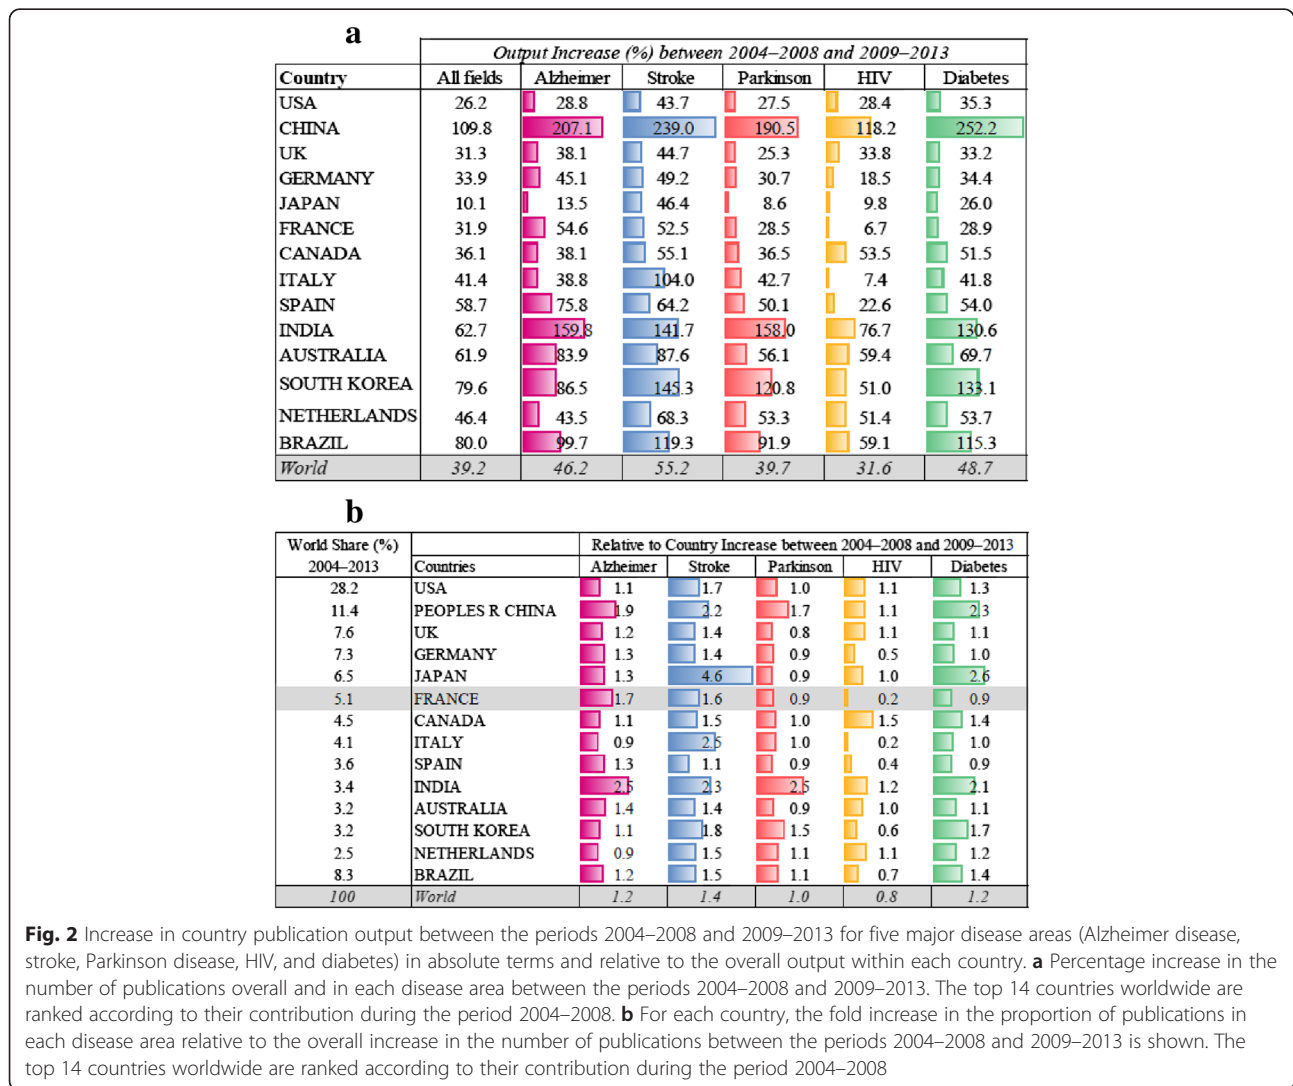 a
Output Increase (%) between 2004–2008 and 2009–2013
Country All fields Alzheimer Stroke Parkinson HIV Diabetes
USA 26.2 28.8 43.7 27.5 28.4 35.3
CHINA 109.8 207.1 239.0 190.5 118.2 252.2
UK 31.3 38.1 44.7 25.3 33.8 33.2
GERMANY 33.9 45.1 49.2 30.7 18.5 34.4
JAPAN 10.1 13.5 46.4 8.6 9.8 26.0
FRANCE 31.9 54.6 52.5 28.5 6.7 28.9
CANADA 36.1 38.1 55.1 36.5 53.5 51.5
ITALY 41.4 38.8 104.0 42.7 7.4 41.8
SPAIN 58.7 75.8 64.2 50.1 22.6 54.0
INDIA 62.7 159.8 141.7 158.0 76.7 130.6
AUSTRALIA 61.9 83.9 87.6 56.1 59.4 69.7
SOUTH KOREA 79.6 86.5 145.3 120.8 51.0 133.1
NETHERLANDS 46.4 43.5 68.3 53.3 51.4 53.7
BRAZIL 80.0 99.7 119.3 91.9 59.1 115.3
World 39.2 46.2 55.2 39.7 31.6 48.7
b
World Share (%) Relative to Country Increase between 2004–2008 and 2009–2013
2004–2013 Countries Alzheimer Stroke Parkinson HIV Diabetes
28.2 USA 1.1 1.7 1.0 1.1 1.3
11.4 PEOPLES R CHINA 1.9 2.2 1.7 1.1 2.3
7.6 UK 1.2 1.4 0.8 1.1 1.1
7.3 GERMANY 1.3 1.4 0.9 0.5 1.0
6.5 JAPAN 1.3 4.6 0.9 1.0 2.6
5.1 FRANCE 1.7 1.6 0.9 0.2 0.9
4.5 CANADA 1.1 1.5 1.0 1.5 1.4
4.1 ITALY 0.9 2.5 1.0 0.2 1.0
3.6 SPAIN 1.3 1.1 0.9 0.4 0.9
3.4 INDIA 2.5 2.3 2.5 1.2 2.1
3.2 AUSTRALIA 1.4 1.4 0.9 1.0 1.1
3.2 SOUTH KOREA 1.1 1.8 1.5 0.6 1.7
2.5 NETHERLANDS 0.9 1.5 1.1 1.1 1.2
8.3 BRAZIL 1.2 1.5 1.1 0.7 1.4
100 World 1.2 1.4 1.0 0.8 1.2
Fig. 2 Increase in country publication output between the periods 2004–2008 and 2009–2013 for five major disease areas (Alzheimer disease,
stroke, Parkinson disease, HIV, and diabetes) in absolute terms and relative to the overall output within each country. a Percentage increase in the
number of publications overall and in each disease area between the periods 2004–2008 and 2009–2013. The top 14 countries worldwide are
ranked according to their contribution during the period 2004–2008. b For each country, the fold increase in the proportion of publications in
each disease area relative to the overall increase in the number of publications between the periods 2004–2008 and 2009–2013 is shown. The
top 14 countries worldwide are ranked according to their contribution during the period 2004–2008